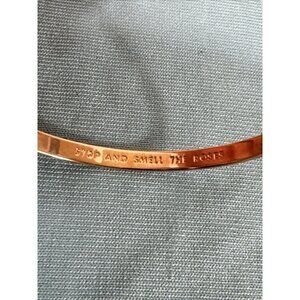 STOP AND SMELL THE ROSES